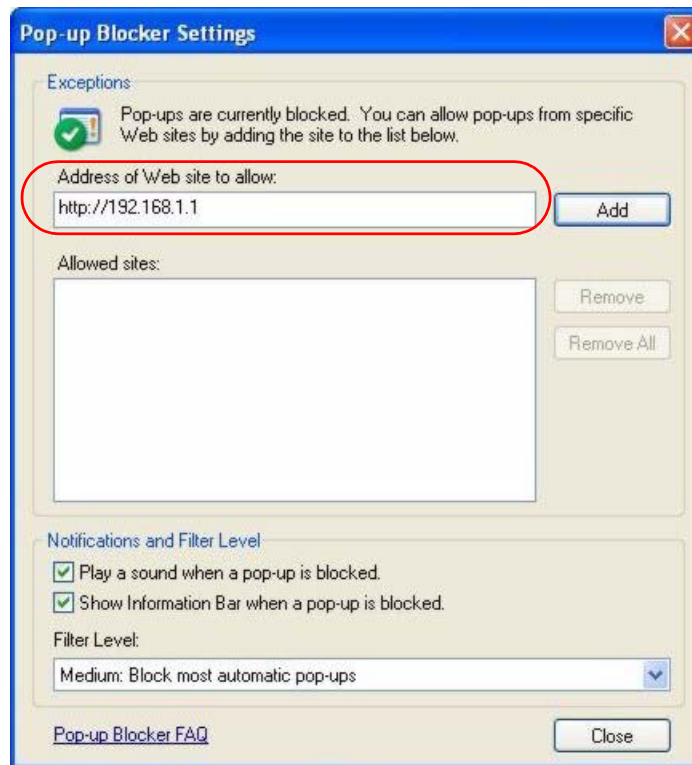 Pop-up Blocker Settings
Exceptions
Pop-ups are currently blocked. You can allow pop-ups from specific
Web sites by adding the site to the list below.
Address of Web site to allow:
http://192.168.1.1
Add
Allowed sites:
Remove
Remove All
Notifications and Filter Level
Play a sound when a pop-up is blocked.
Show Information Bar when a pop-up is blocked.
Filter Level:
Medium: Block most automatic pop-ups
Pop-up Blocker FAQ
Close